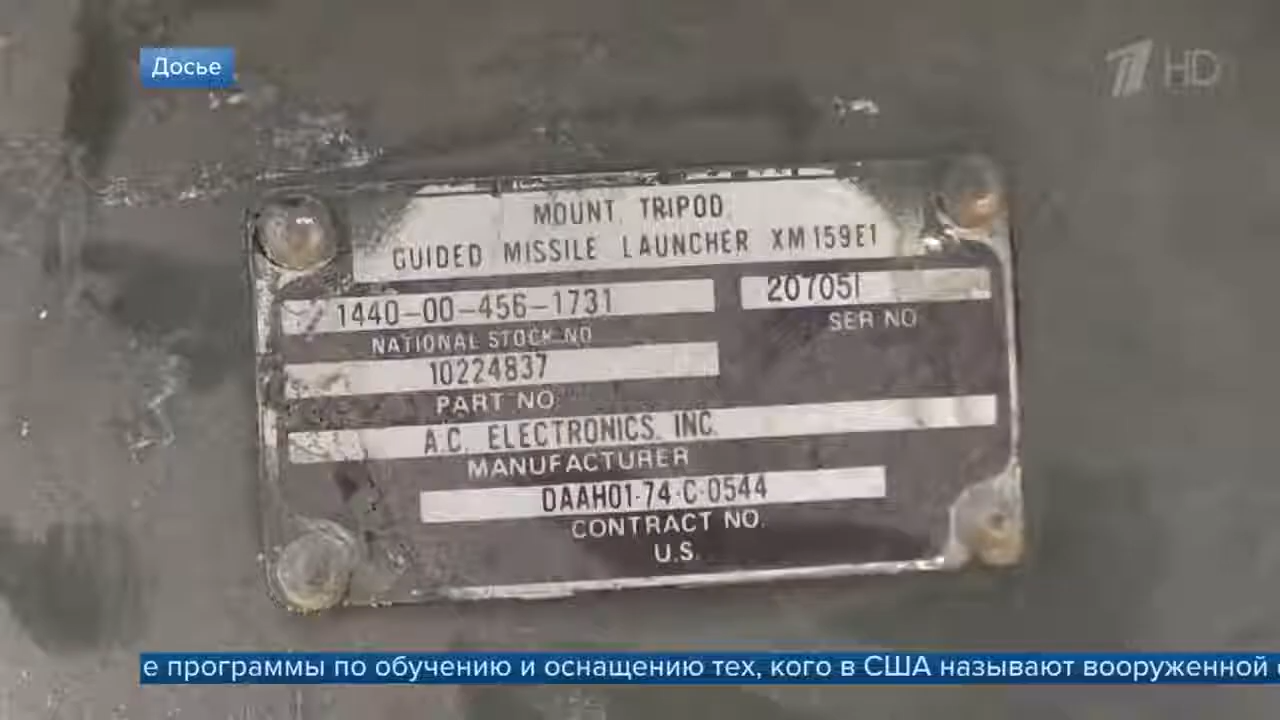 Досье
1 HD
MOUNT, TRIPOD,
GUIDED MISSILE LAUNCHER XM159E1
1440-00-456-1731
207051
NATIONAL STOCK NO
SER NO
10224837
PART NO
A.C. ELECTRONICS, INC.
MANUFACTURER
DAAH01-74-C-0544
CONTRACT NO.
U.S.
е программы по обучению и оснащению тех, кого в США называют вооруженной